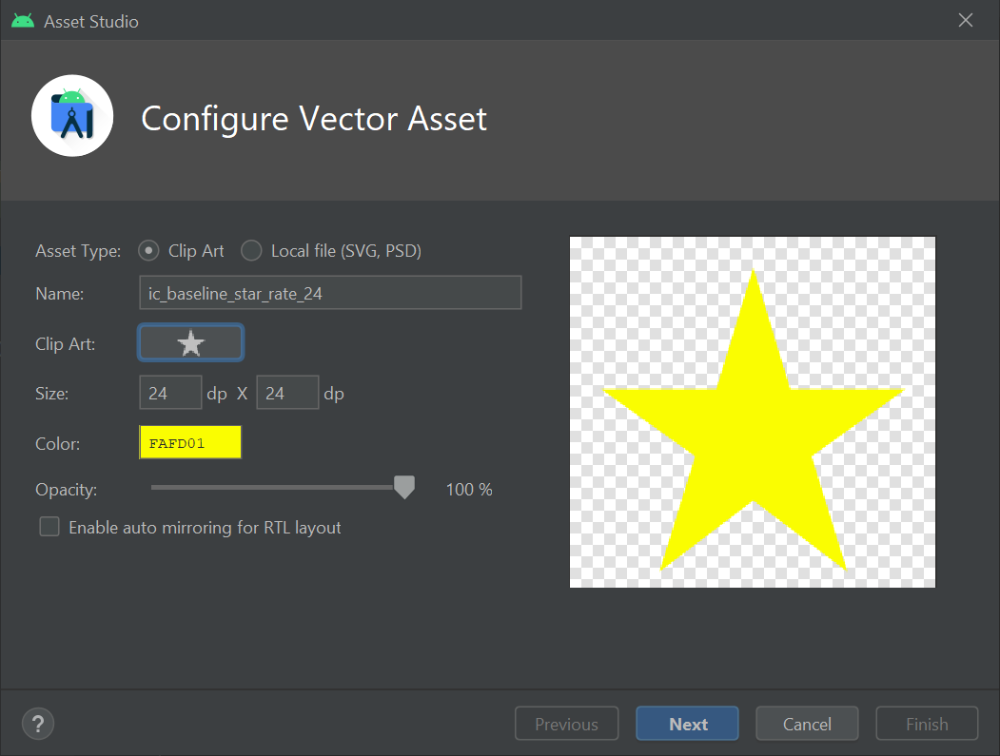 Asset Studio
Configure Vector Asset
Asset Type: Clip Art Local file (SVG, PSD)
Name: ic_baseline_star_rate_24
Clip Art:
Size: 24 dp X 24 dp
Color: FAFD01
Opacity: 100 %
Enable auto mirroring for RTL layout
? Previous Next Cancel Finish